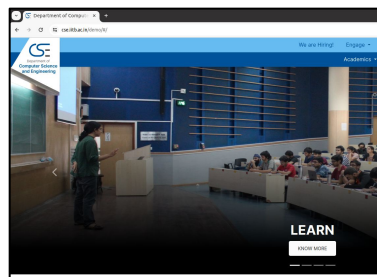 Department of Comput
cse.iitb.ac.in/demo/#/
We are Hiring!
Engage
CSE
Department of
Computer Science
and Engineering
Academics
LEARN
KNOW MORE